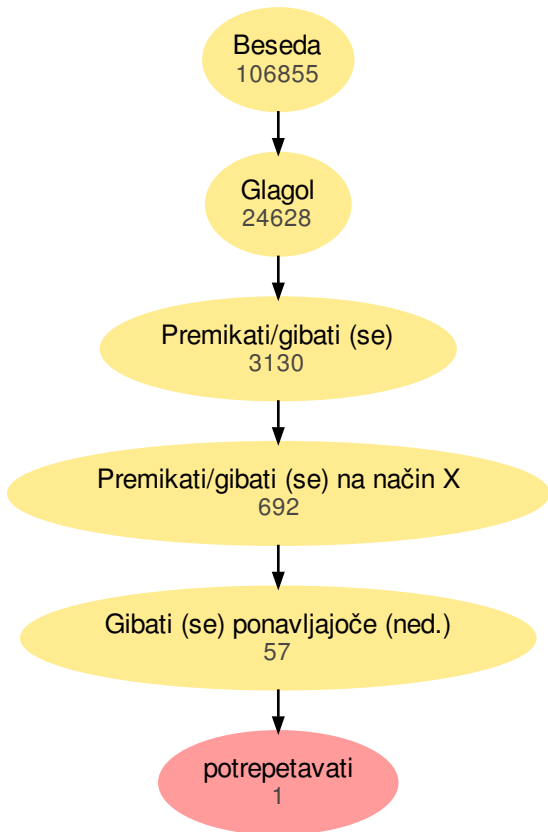 Beseda
106855
Glagol
24628
Premikati/gibati (se)
3130
Premikati/gibati (se) na način X
692
Gibati (se) ponavljajoče (ned.)
57
potrepetavati
1